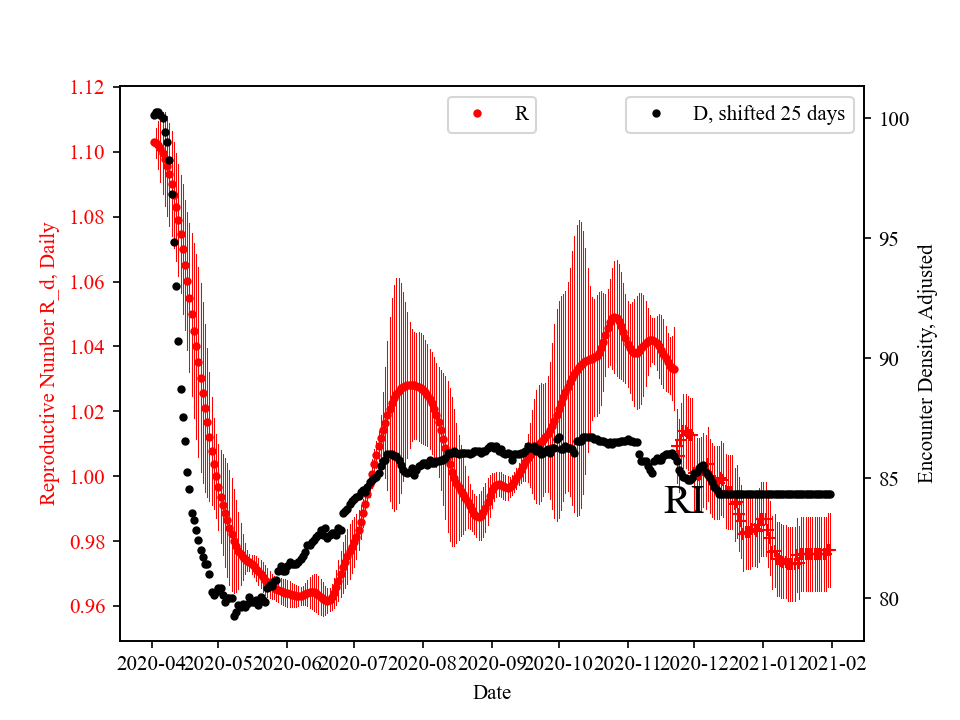 1.12
1.10
1.08
1.06
1.04
1.02
1.00
0.98
0.96
Reproductive Number R_d, Daily
R
D, shifted 25 days
RI
100
95
90
85
80
Encounter Density, Adjusted
2020-04 2020-05 2020-06 2020-07 2020-08 2020-09 2020-10 2020-11 2020-12 2021-01 2021-02
Date